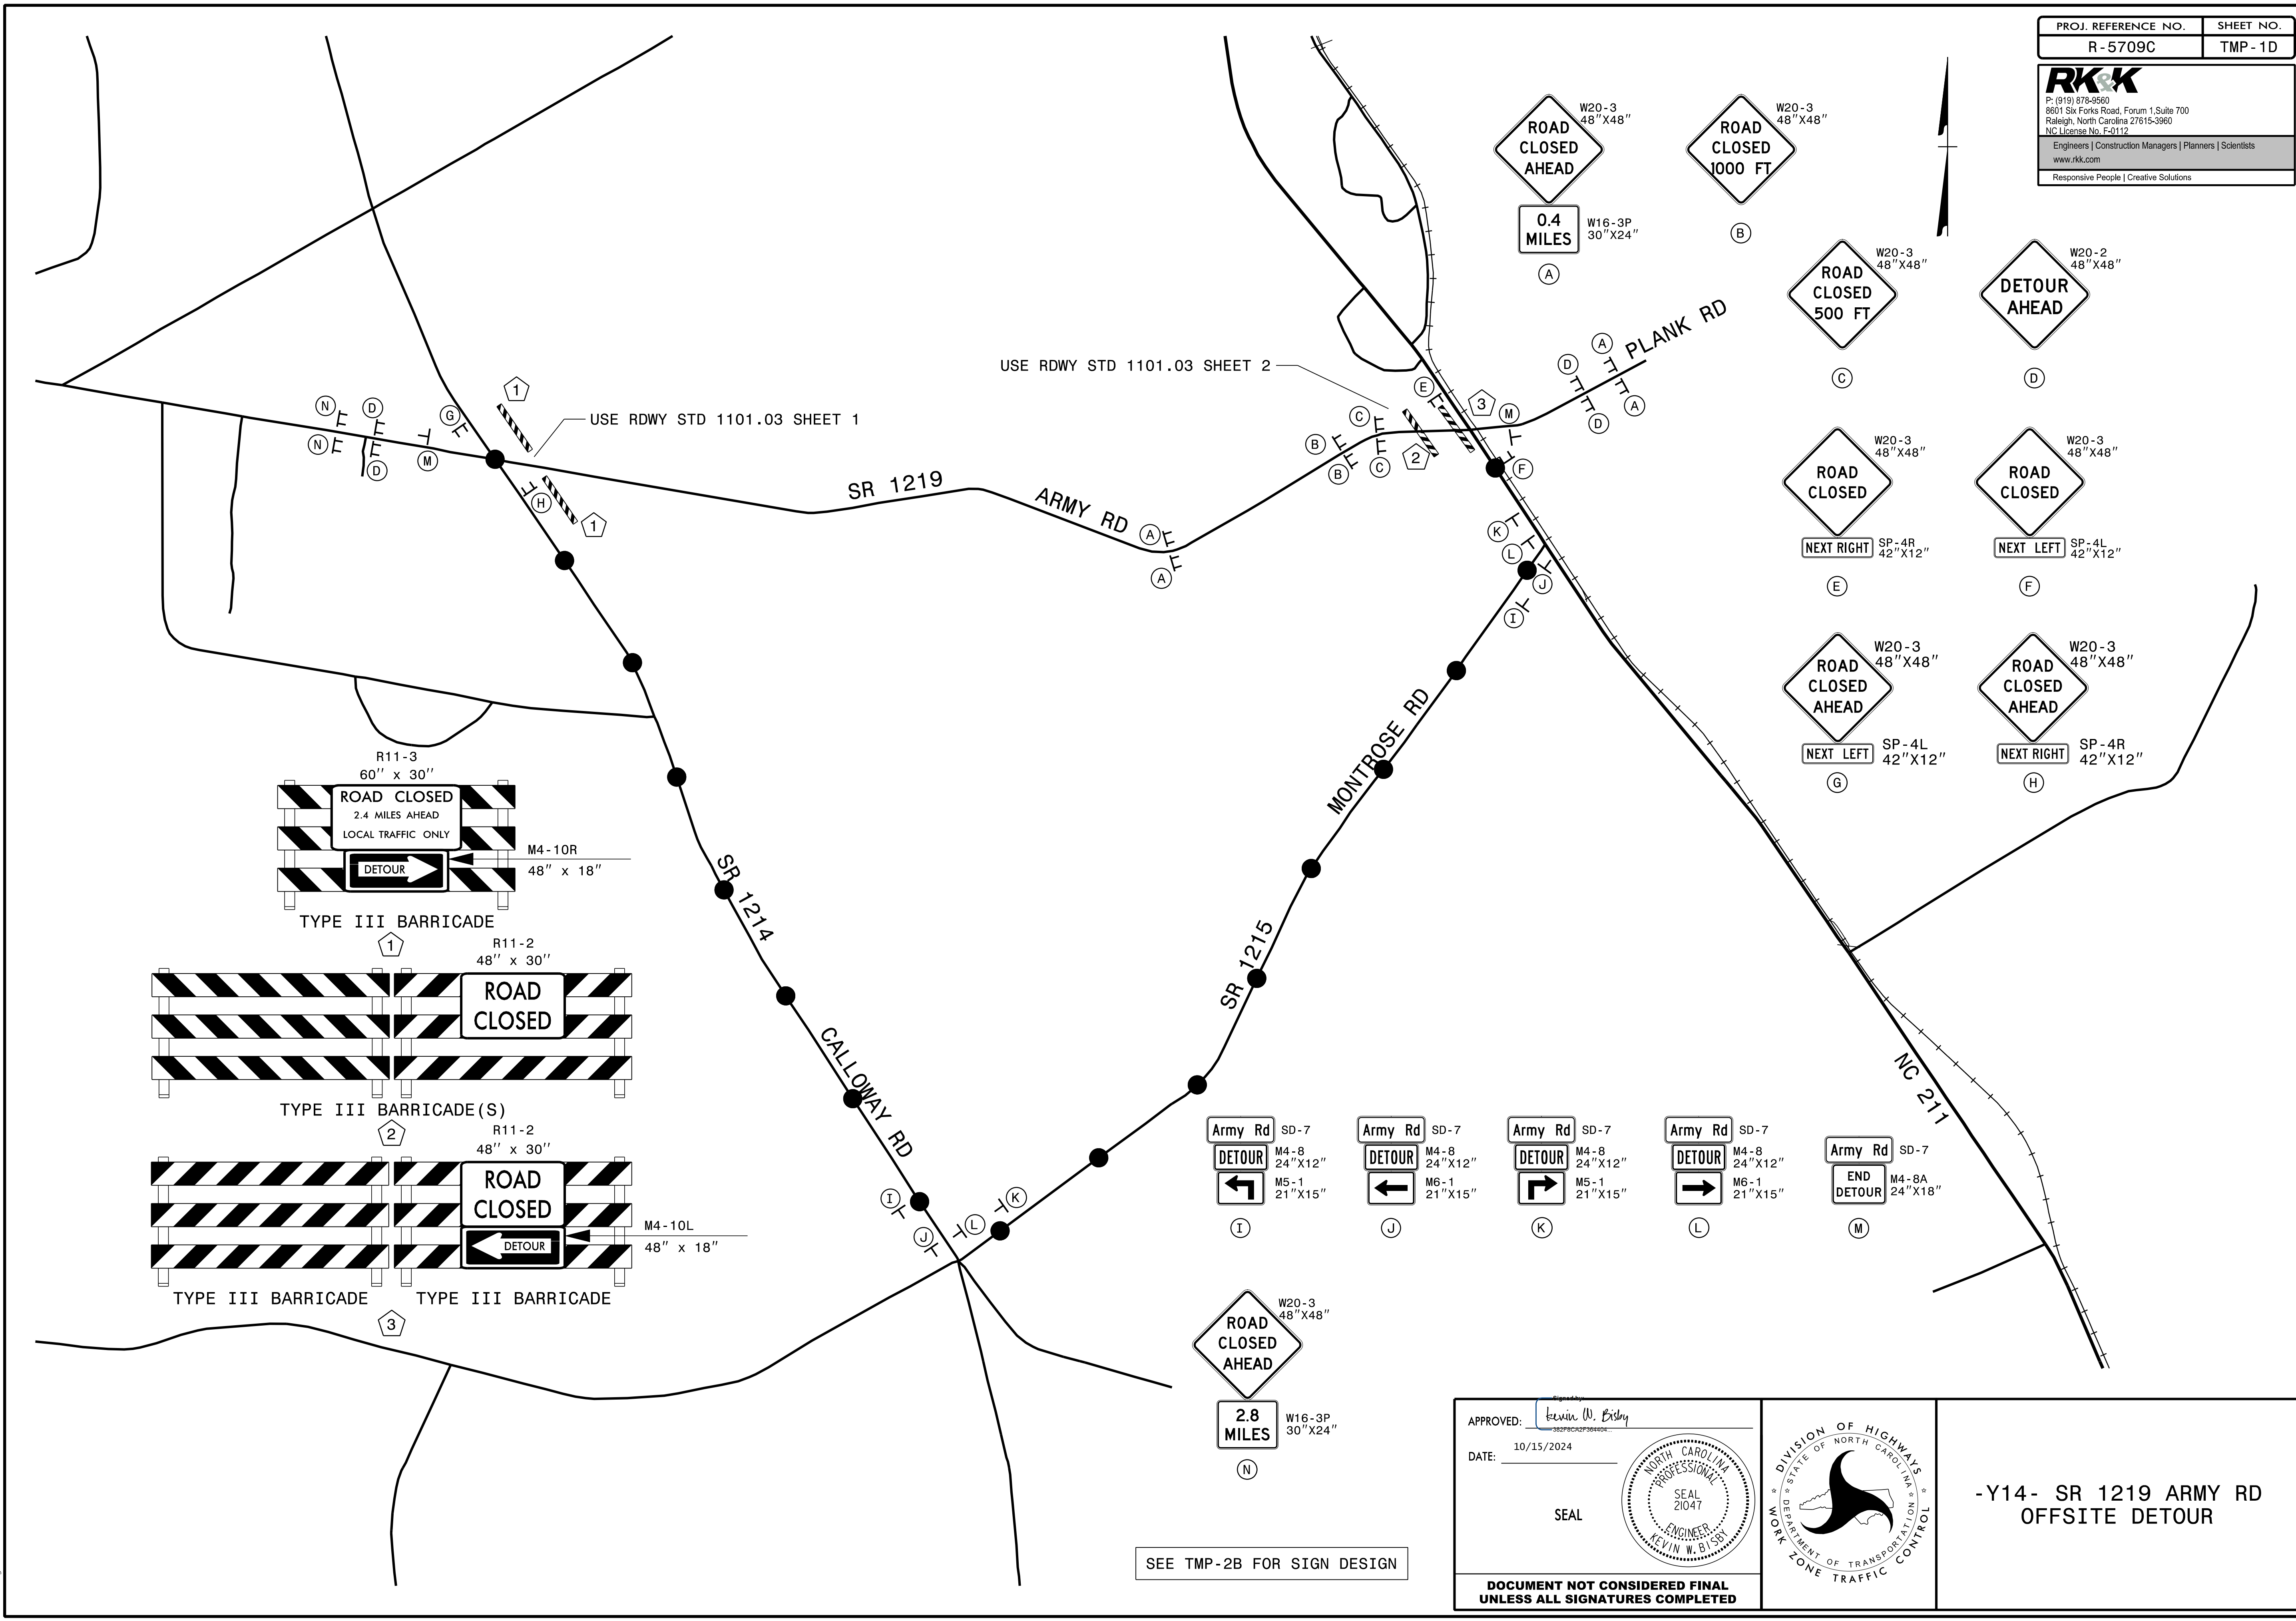 PROJ. REFERENCE NO.
SHEET NO.
R-5709C
TMP-1D
RK&K
P: (919) 878-9560
8601 Six Forks Road, Forum 1,Suite 700
Raleigh, North Carolina 27615-3960
NC License No. F-0112
Engineers | Construction Managers | Planners | Scientists
www.rkk.com
Responsive People | Creative Solutions
ROAD
CLOSED
AHEAD
W20-3
48"X48"
0.4
MILES
W16-3P
30"X24"
A
ROAD
CLOSED
1000 FT
W20-3
48"X48"
B
ROAD
CLOSED
500 FT
W20-3
48"X48"
C
DETOUR
AHEAD
W20-2
48"X48"
D
ROAD
CLOSED
W20-3
48"X48"
NEXT RIGHT
SP-4R
42"X12"
E
ROAD
CLOSED
W20-3
48"X48"
NEXT LEFT
SP-4L
42"X12"
F
ROAD
CLOSED
AHEAD
W20-3
48"X48"
NEXT LEFT
SP-4L
42"X12"
G
ROAD
CLOSED
AHEAD
W20-3
48"X48"
NEXT RIGHT
SP-4R
42"X12"
H
USE RDWY STD 1101.03 SHEET 2
USE RDWY STD 1101.03 SHEET 1
PLANK RD
SR 1219
ARMY RD
N
N
D
D
M
G
1
H
1
A
A
B
B
C
C
2
E
3
M
F
D
D
A
A
K
L
J
I
MONTROSE RD
SR 1215
SR 1214
CALLOWAY RD
NC 211
I
J
L
K
R11-3
60" x 30"
ROAD CLOSED
2.4 MILES AHEAD
LOCAL TRAFFIC ONLY
DETOUR
M4-10R
48" x 18"
TYPE III BARRICADE
1
R11-2
48" x 30"
ROAD
CLOSED
TYPE III BARRICADE(S)
2
R11-2
48" x 30"
ROAD
CLOSED
DETOUR
M4-10L
48" x 18"
TYPE III BARRICADE
TYPE III BARRICADE
3
Army Rd
SD-7
DETOUR
M4-8
24"X12"
M5-1
21"X15"
I
Army Rd
SD-7
DETOUR
M4-8
24"X12"
M6-1
21"X15"
J
Army Rd
SD-7
DETOUR
M4-8
24"X12"
M5-1
21"X15"
K
Army Rd
SD-7
DETOUR
M4-8
24"X12"
M6-1
21"X15"
L
Army Rd
SD-7
END
DETOUR
M4-8A
24"X18"
M
ROAD
CLOSED
AHEAD
W20-3
48"X48"
2.8
MILES
W16-3P
30"X24"
N
SEE TMP-2B FOR SIGN DESIGN
APPROVED:
Signed by:
Kevin W. Bisby
DATE:
10/15/2024
SEAL
NORTH CAROLINA
PROFESSIONAL
SEAL
21047
ENGINEER
KEVIN W. BISBY
DOCUMENT NOT CONSIDERED FINAL
UNLESS ALL SIGNATURES COMPLETED
DIVISION OF HIGHWAYS
STATE OF NORTH CAROLINA
DEPARTMENT OF TRANSPORTATION
WORK ZONE TRAFFIC CONTROL
-Y14- SR 1219 ARMY RD
OFFSITE DETOUR